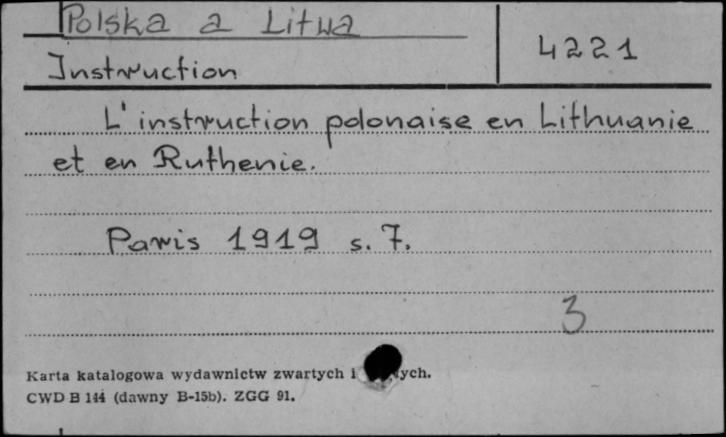 Polska a Litwa
Instruction
4221
L'instruction polonaise en Lithuanie
et en Ruthenie.
Paris 1919 s. 7.
3
Karta katalogowa wydawnictw zwartych i ych.
CWD B 144 (dawny B-15b). ZGG 91.